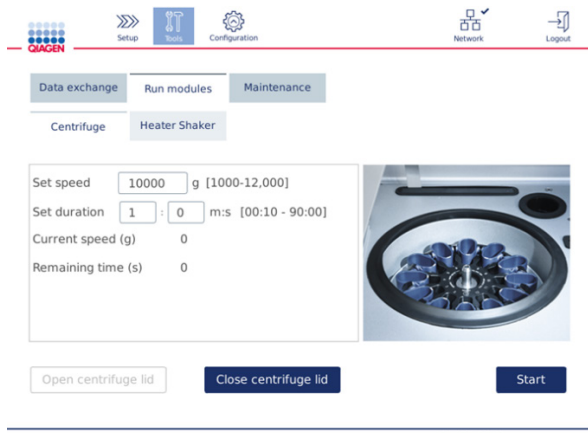 QIAGEN
Setup
Tools
Configuration
Network
Logout
Data exchange
Run modules
Maintenance
Centrifuge
Heater Shaker
Set speed 10000 g [1000-12,000]
Set duration 1 : 0 m:s [00:10 - 90:00]
Current speed (g) 0
Remaining time (s) 0
Open centrifuge lid
Close centrifuge lid
Start